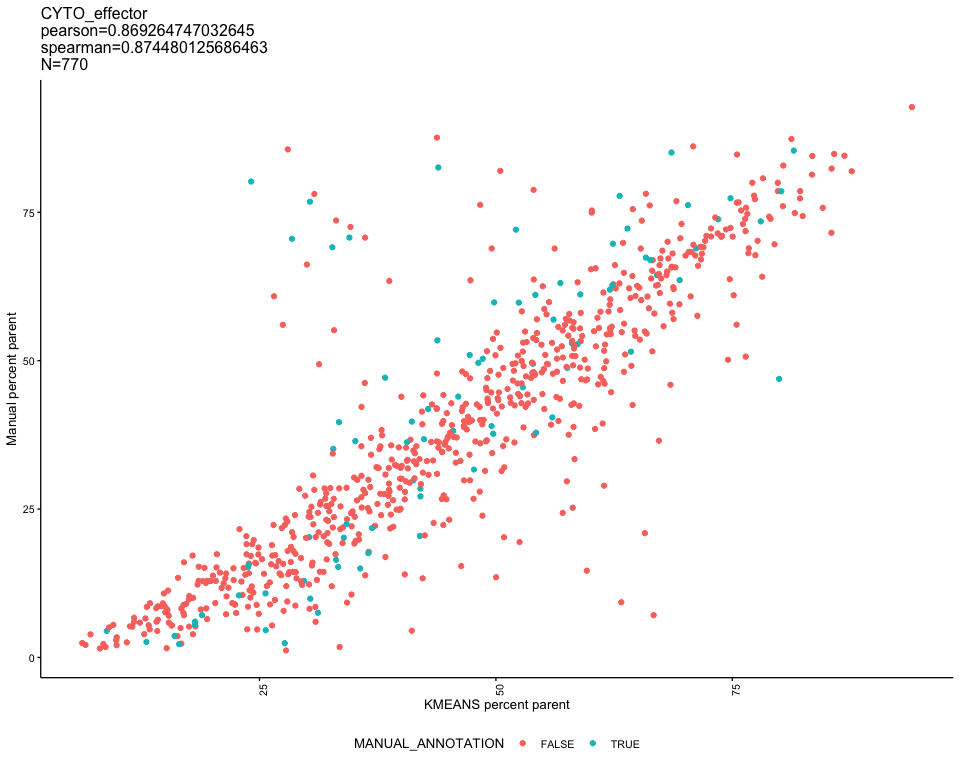 CYTO_effector
pearson=0.869264747032645
spearman=0.874480125686463
N=770
Manual percent parent
75
50
25
0
25
50
75
KMEANS percent parent
MANUAL_ANNOTATION FALSE TRUE